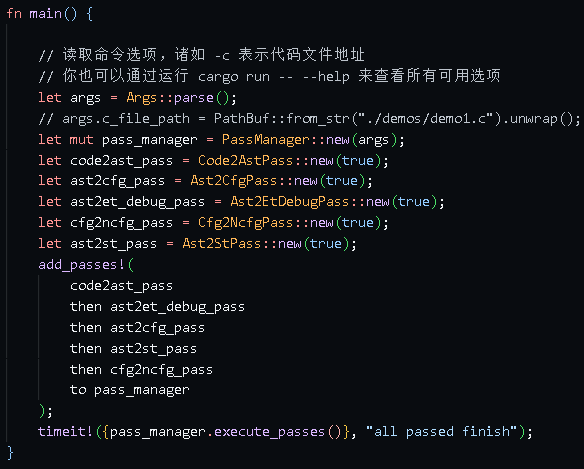 fn main() {
// 读取命令选项，诸如 -c 表示代码文件地址
// 你也可以通过运行 cargo run -- --help 来查看所有可用选项
let args = Args::parse();
// args.c_file_path = PathBuf::from_str("./demos/demo1.c").unwrap();
let mut pass_manager = PassManager::new(args);
let code2ast_pass = Code2AstPass::new(true);
let ast2cfg_pass = Ast2CfgPass::new(true);
let ast2et_debug_pass = Ast2EtDebugPass::new(true);
let cfg2ncfg_pass = Cfg2NcfgPass::new(true);
let ast2st_pass = Ast2StPass::new(true);
add_passes!(
code2ast_pass
then ast2et_debug_pass
then ast2cfg_pass
then ast2st_pass
then cfg2ncfg_pass
to pass_manager
);
timeit!({pass_manager.execute_passes()}, "all passed finish");
}